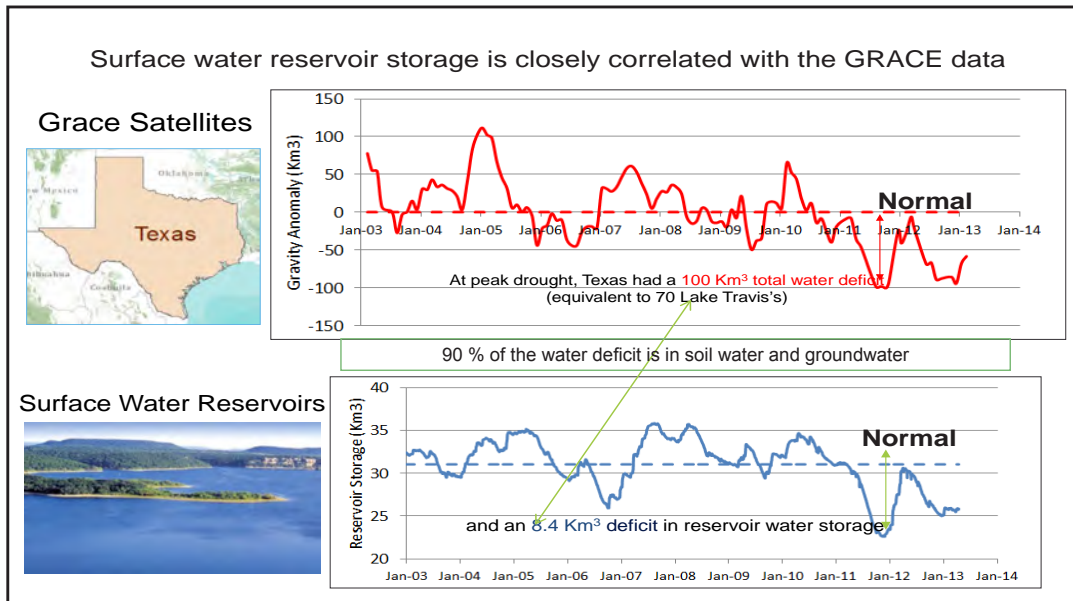 Surface water reservoir storage is closely correlated with the GRACE data
Grace Satellites
Oklahoma
Texas
Gravity Anomaly (Km3)
150
100
50
0
-50
-100
-150
Jan-03 Jan-04 Jan-05 Jan-06 Jan-07 Jan-08 Jan-09 Jan-10 Jan-11 Jan-12 Jan-13 Jan-14
Normal
At peak drought, Texas had a 100 Km³ total water deficit
(equivalent to 70 Lake Travis's)
90 % of the water deficit is in soil water and groundwater
Surface Water Reservoirs
Reservoir Storage (Km3)
40
35
30
25
20
Normal
and an 8.4 Km³ deficit in reservoir water storage
Jan-03 Jan-04 Jan-05 Jan-06 Jan-07 Jan-08 Jan-09 Jan-10 Jan-11 Jan-12 Jan-13 Jan-14